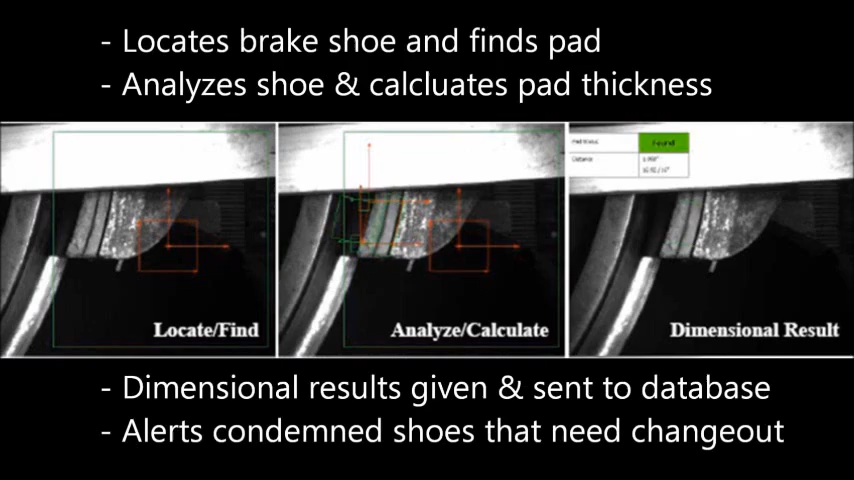 - Locates brake shoe and finds pad
- Analyzes shoe & calcluates pad thickness
Found
Distance
Locate/Find
Analyze/Calculate
Dimensional Result
- Dimensional results given & sent to database
- Alerts condemned shoes that need changeout